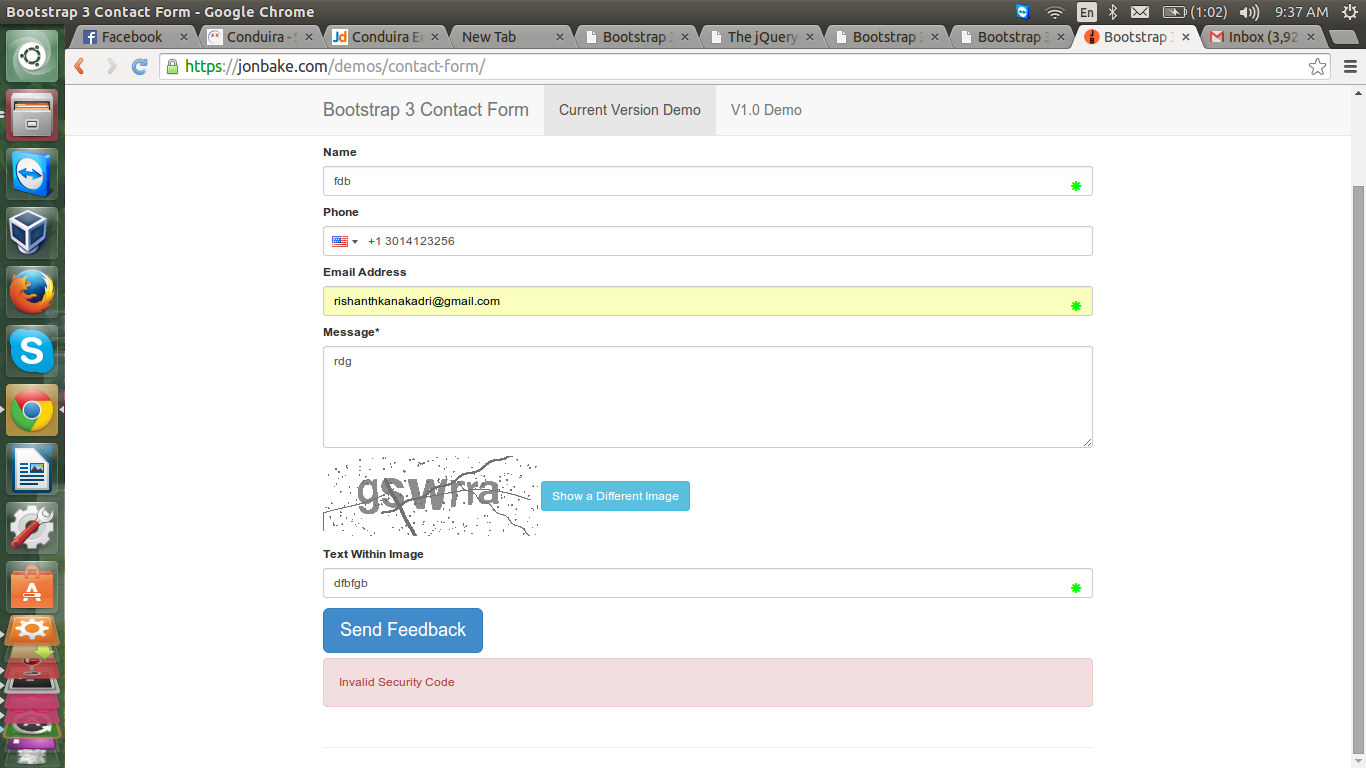 Bootstrap 3 Contact Form - Google Chrome
En
(1:02)
9:37 AM
Facebook
Conduira -
Conduira E
New Tab
Bootstrap
The jQuery
Bootstrap
Bootstrap
Bootstrap
Inbox (3,92
https://jonbake.com/demos/contact-form/
Bootstrap 3 Contact Form
Current Version Demo
V1.0 Demo
Name
fdb
Phone
+1 3014123256
Email Address
rishanthkanakadri@gmail.com
Message*
rdg
Show a Different Image
Text Within Image
dfbfgb
Send Feedback
Invalid Security Code